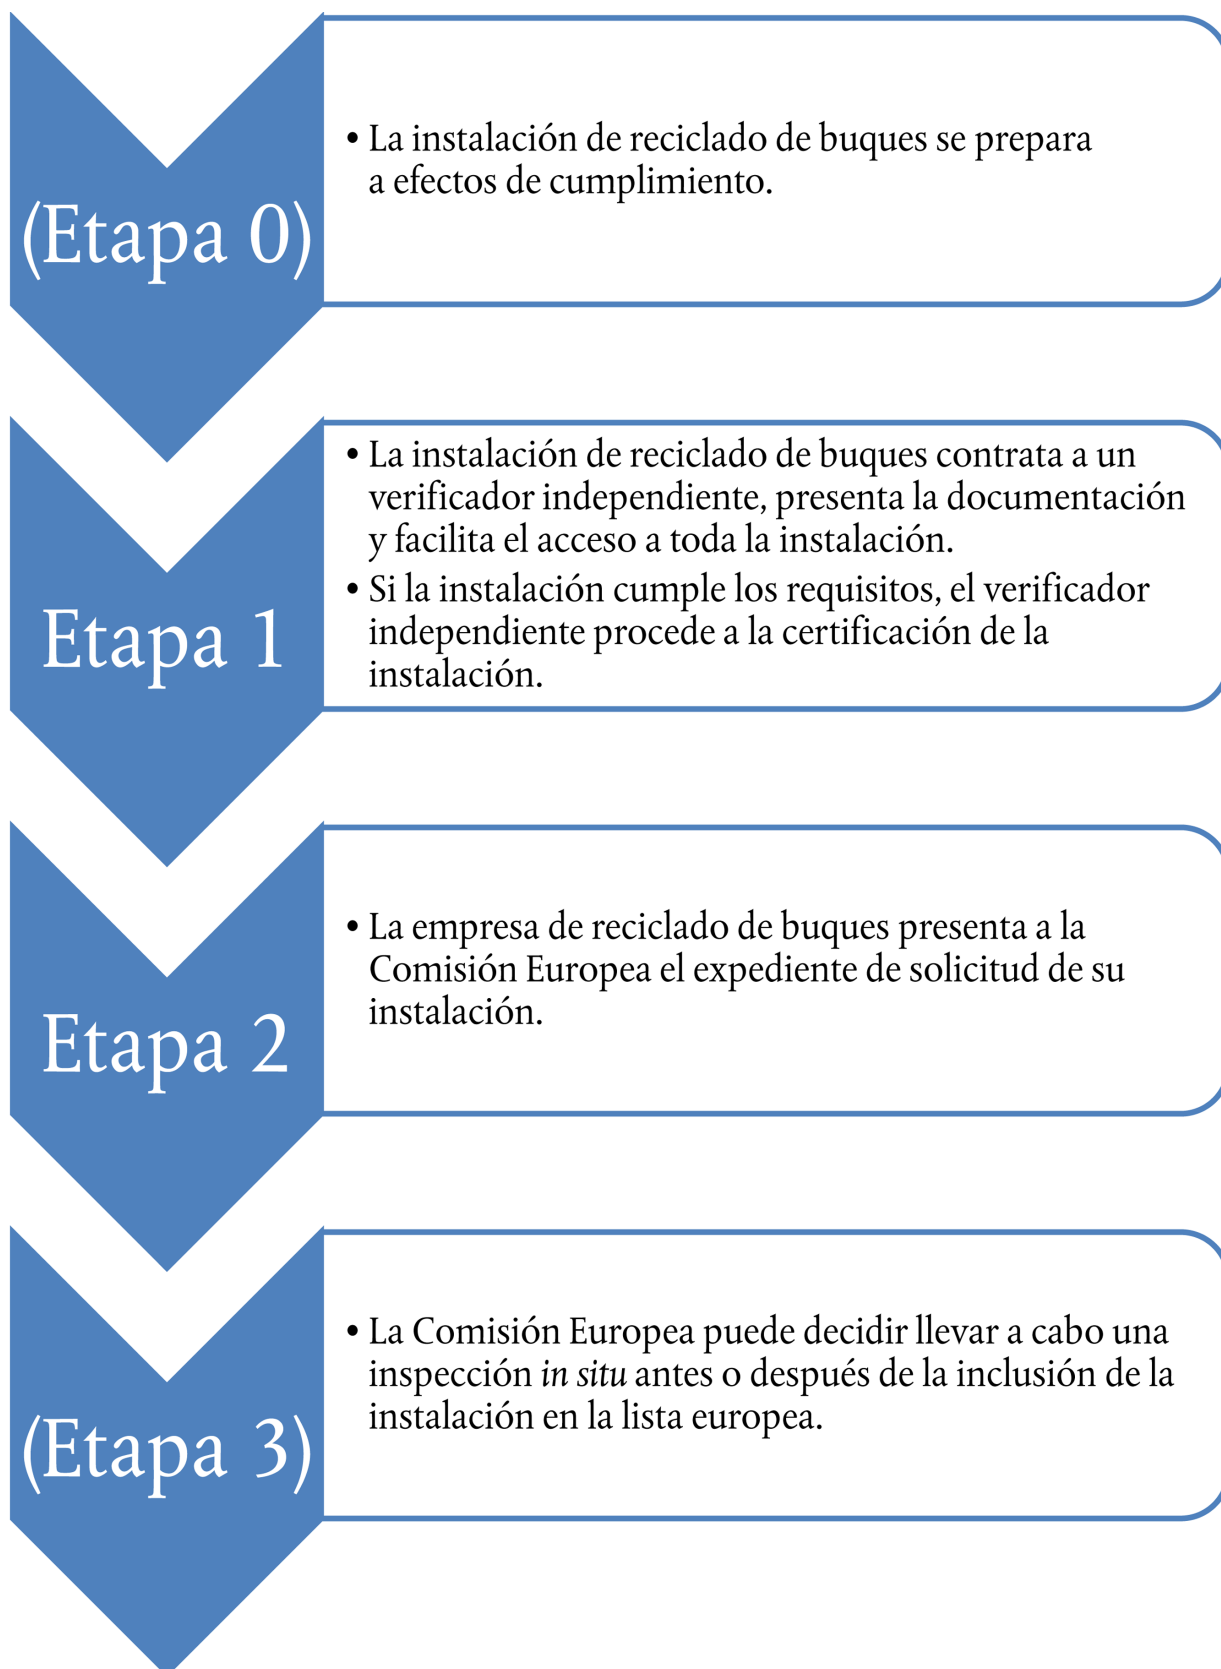 (Etapa 0)
• La instalación de reciclado de buques se prepara
a efectos de cumplimiento.
Etapa 1
• La instalación de reciclado de buques contrata a un
verificador independiente, presenta la documentación
y facilita el acceso a toda la instalación.
• Si la instalación cumple los requisitos, el verificador
independiente procede a la certificación de la
instalación.
Etapa 2
• La empresa de reciclado de buques presenta a la
Comisión Europea el expediente de solicitud de su
instalación.
(Etapa 3)
• La Comisión Europea puede decidir llevar a cabo una
inspección in situ antes o después de la inclusión de la
instalación en la lista europea.